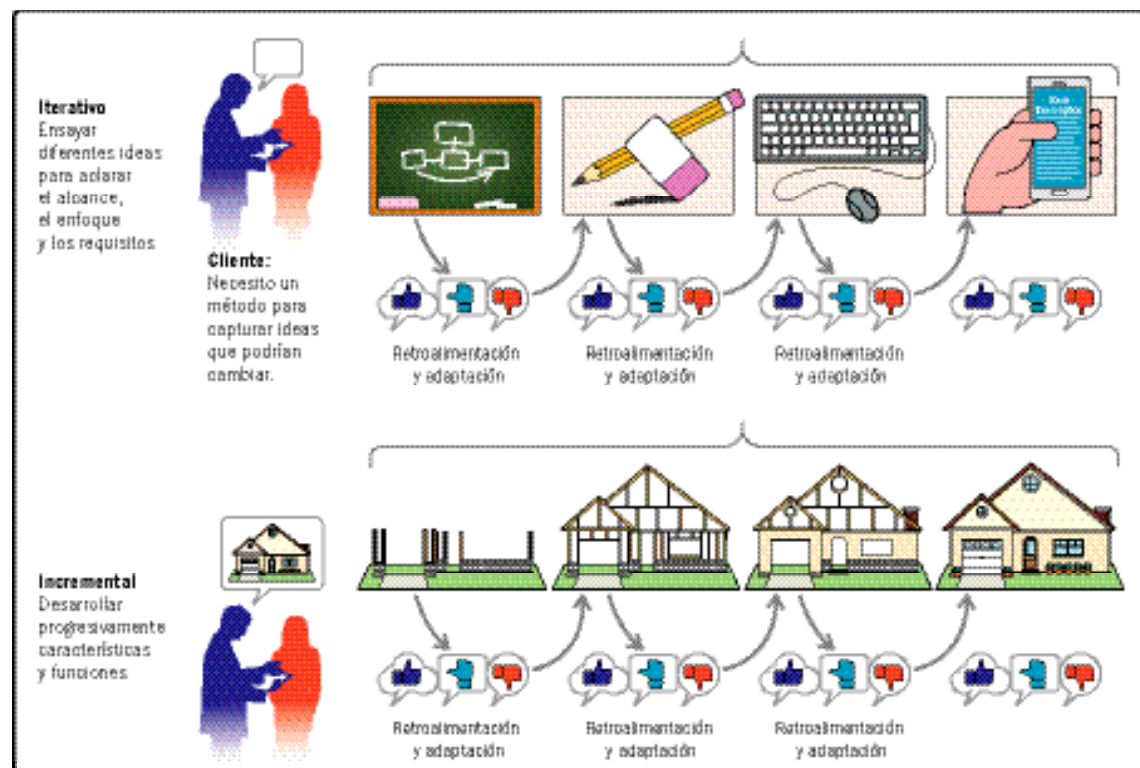 Iterativo
Ensayar
diferentes ideas
para aclarar
el alcance,
el enfoque
y los requisitos
Cliente:
Necesito un
método para
capturar ideas
que podrían
cambiar.
Retroalimentación
y adaptación
Retroalimentación
y adaptación
Retroalimentación
y adaptación
Incremental
Desarrollar
progresivamente
características
y funciones
Retroalimentación
y adaptación
Retroalimentación
y adaptación
Retroalimentación
y adaptación